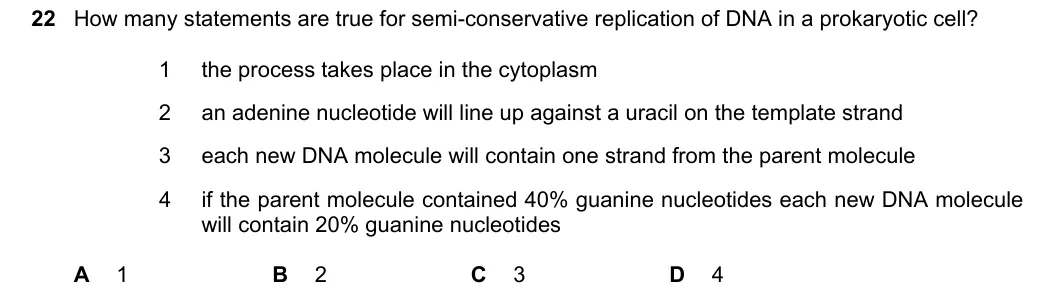 22 How many statements are true for semi-conservative replication of DNA in a prokaryotic cell?
1 the process takes place in the cytoplasm
2 an adenine nucleotide will line up against a uracil on the template strand
3 each new DNA molecule will contain one strand from the parent molecule
4 if the parent molecule contained 40% guanine nucleotides each new DNA molecule
will contain 20% guanine nucleotides
A 1 B 2 C 3 D 4